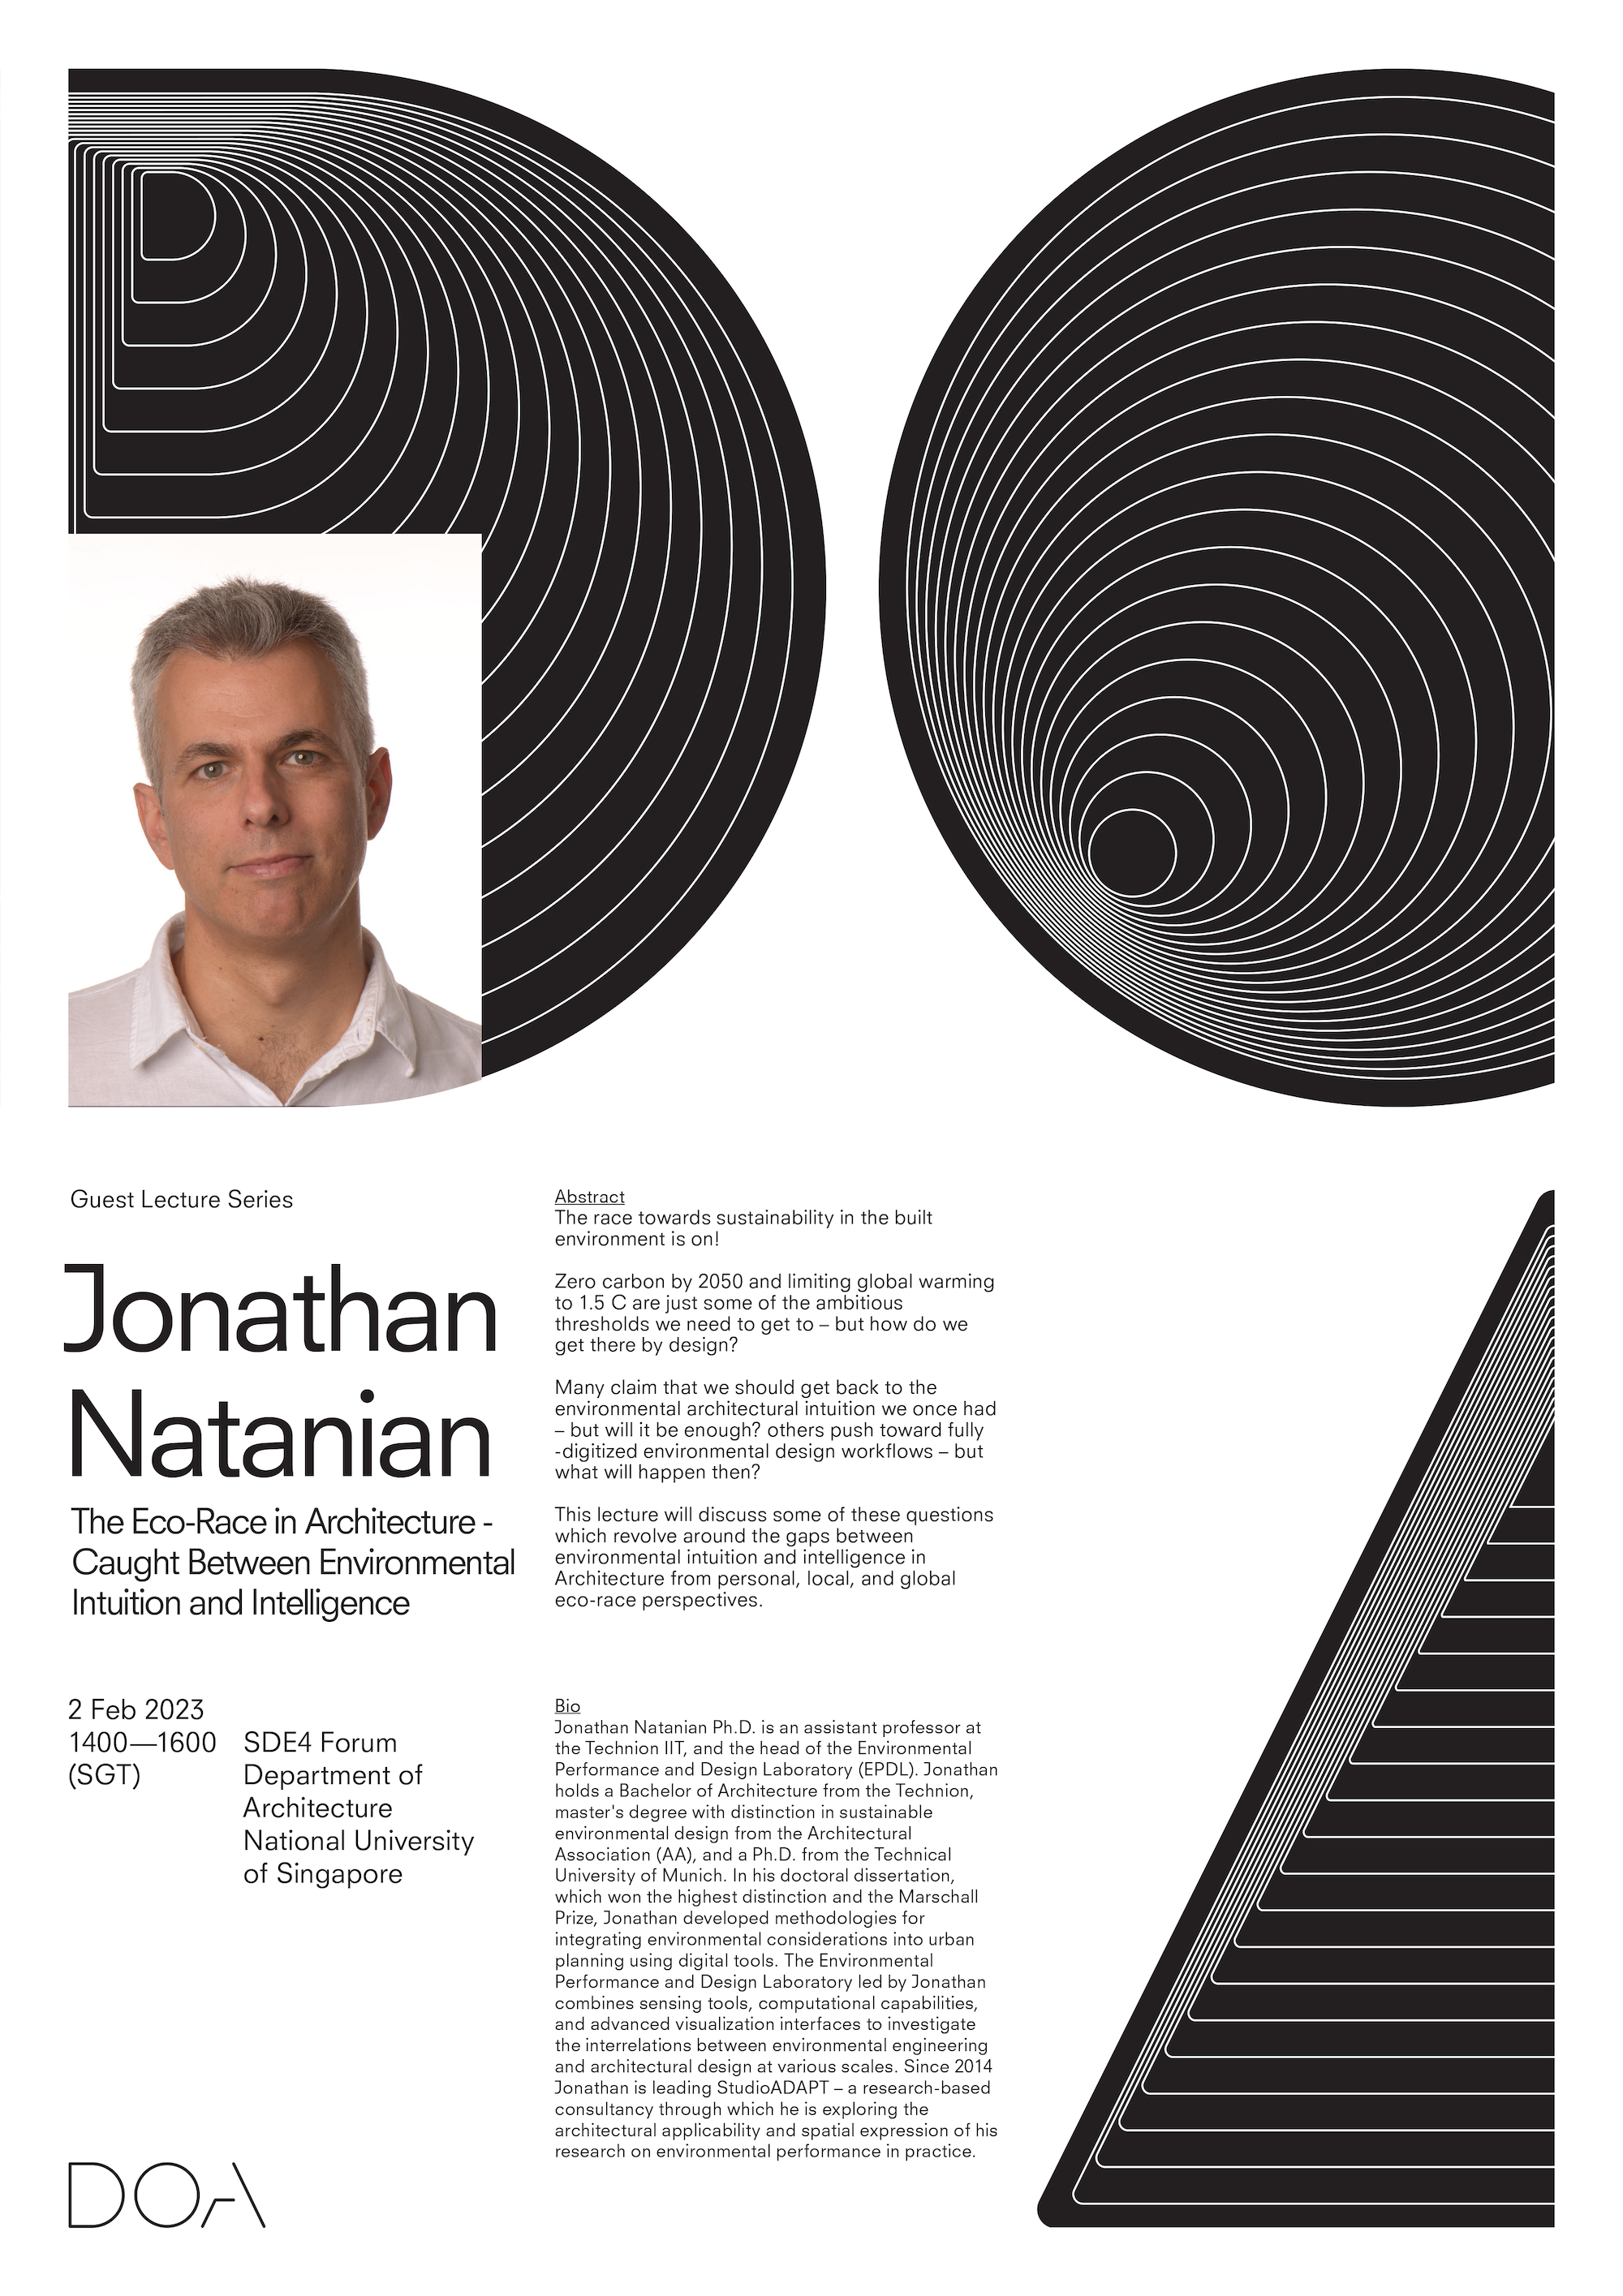 Guest Lecture Series
Jonathan
Natanian
The Eco-Race in Architecture -
Caught Between Environmental
Intuition and Intelligence
2 Feb 2023
1400—1600
(SGT)
SDE4 Forum
Department of
Architecture
National University
of Singapore
Abstract
The race towards sustainability in the built
environment is on!
Zero carbon by 2050 and limiting global warming
to 1.5 C are just some of the ambitious
thresholds we need to get to – but how do we
get there by design?
Many claim that we should get back to the
environmental architectural intuition we once had
– but will it be enough? others push toward fully
-digitized environmental design workflows – but
what will happen then?
This lecture will discuss some of these questions
which revolve around the gaps between
environmental intuition and intelligence in
Architecture from personal, local, and global
eco-race perspectives.
Bio
Jonathan Natanian Ph.D. is an assistant professor at
the Technion IIT, and the head of the Environmental
Performance and Design Laboratory (EPDL). Jonathan
holds a Bachelor of Architecture from the Technion,
master's degree with distinction in sustainable
environmental design from the Architectural
Association (AA), and a Ph.D. from the Technical
University of Munich. In his doctoral dissertation,
which won the highest distinction and the Marschall
Prize, Jonathan developed methodologies for
integrating environmental considerations into urban
planning using digital tools. The Environmental
Performance and Design Laboratory led by Jonathan
combines sensing tools, computational capabilities,
and advanced visualization interfaces to investigate
the interrelations between environmental engineering
and architectural design at various scales. Since 2014
Jonathan is leading StudioADAPT – a research-based
consultancy through which he is exploring the
architectural applicability and spatial expression of his
research on environmental performance in practice.
DOA